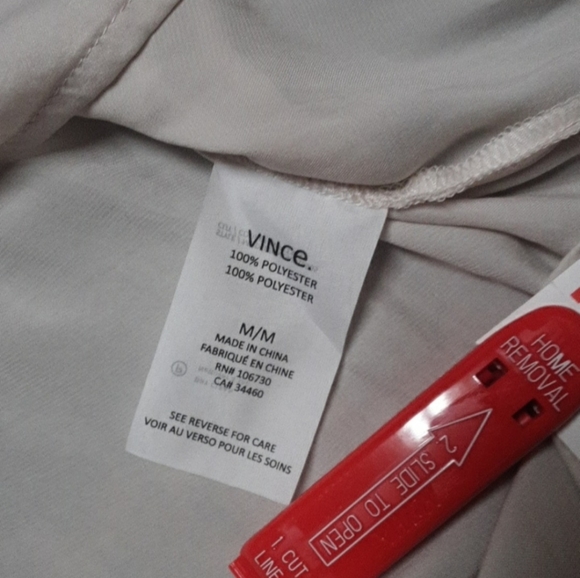 VINCE.
100% POLYESTER
100% POLYESTER
M/M
MADE IN CHINA
FABRIQUÉ EN CHINE
RN# 106730
CA# 34460
SEE REVERSE FOR CARE
VOIR AU VERSO POUR LES SOINS
HOME
REMOVAL
2 SLIDE TO OPEN
1. CUT
LINE